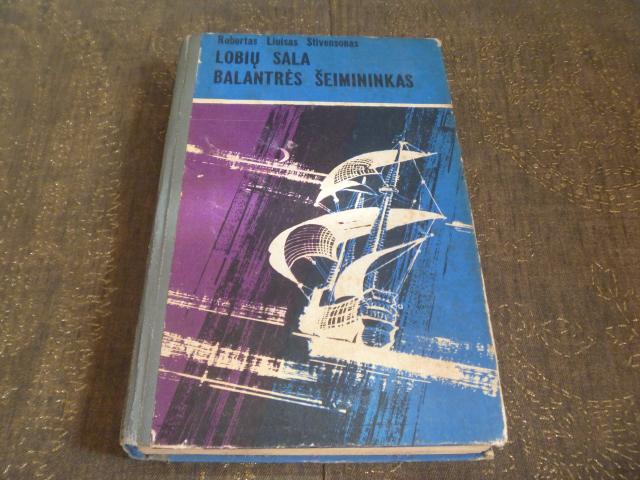 Robertas Liuisas Stivensonas
LOBIŲ SALA
BALANTRĖS ŠEIMININKAS